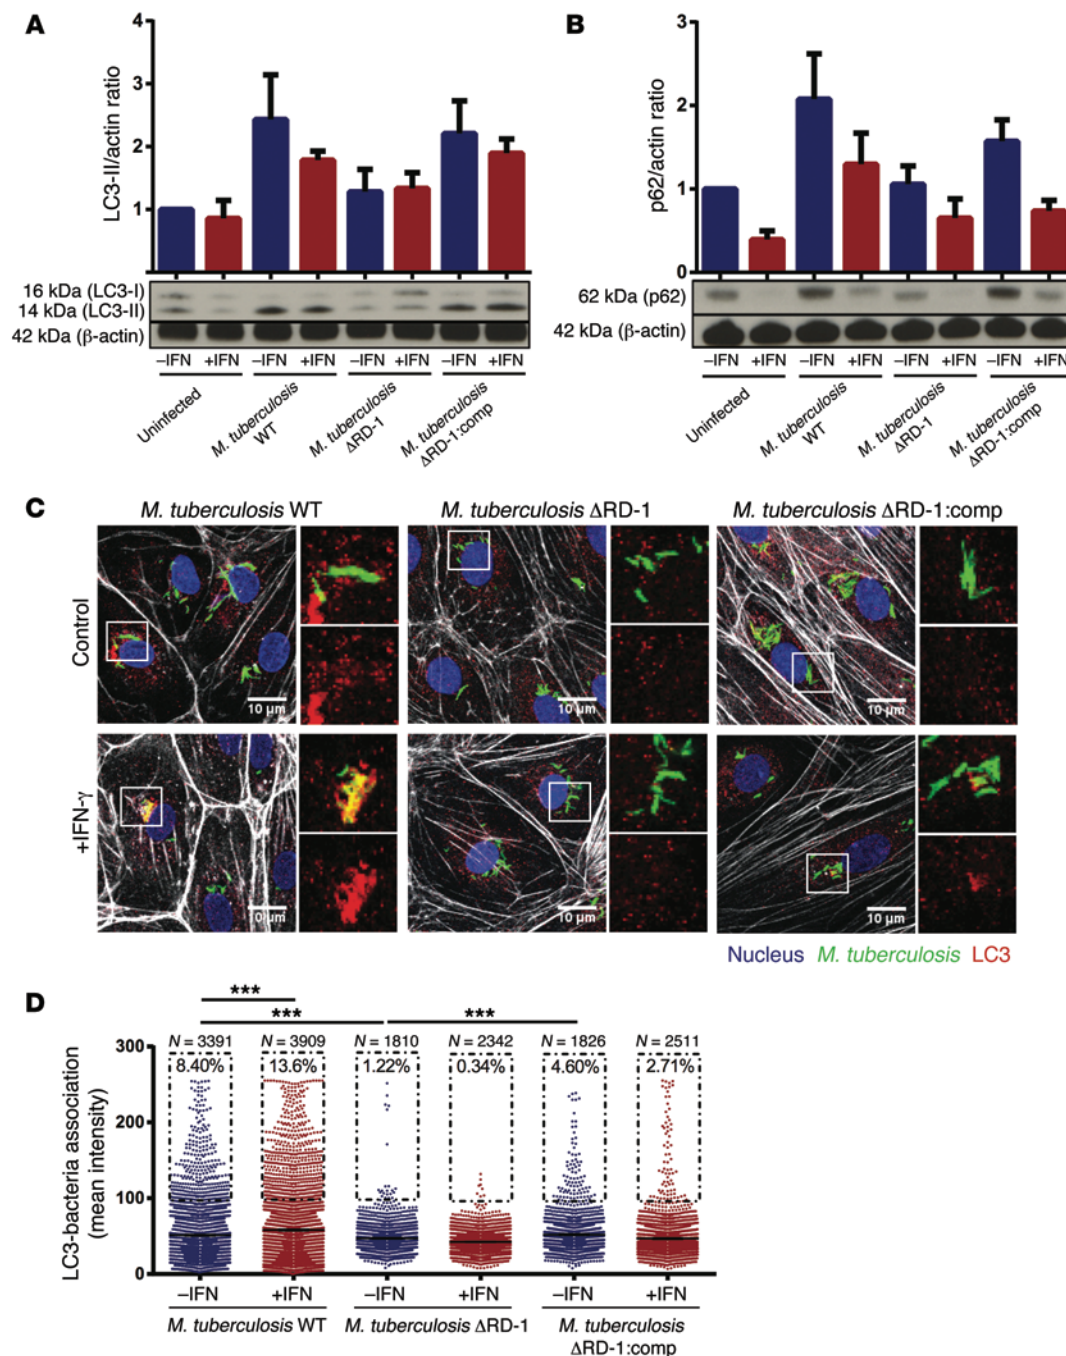 A
B
4
3
2
1
LC3-II/actin ratio
16 kDa (LC3-I)
14 kDa (LC3-II)
42 kDa (β-actin)
–IFN +IFN –IFN +IFN –IFN +IFN –IFN +IFN
Uninfected
M. tuberculosis
WT
M. tuberculosis
ΔRD-1
M. tuberculosis
ΔRD-1:comp
3
2
1
0
p62/actin ratio
62 kDa (p62)
42 kDa (β-actin)
–IFN +IFN –IFN +IFN –IFN +IFN –IFN +IFN
Uninfected
M. tuberculosis
WT
M. tuberculosis
ΔRD-1
M. tuberculosis
ΔRD-1:comp
C
M. tuberculosis WT M. tuberculosis ΔRD-1 M. tuberculosis ΔRD-1:comp
Control
10 µm 10 µm 10 µm
+IFN-γ
10 µm 10 µm 10 µm
Nucleus M. tuberculosis LC3
D
***
*** ***
N = 3391 N = 3909 N = 1810 N = 2342 N = 1826 N = 2511
8.40% 13.6% 1.22% 0.34% 4.60% 2.71%
300
200
100
0
LC3-bacteria association
(mean intensity)
–IFN +IFN –IFN +IFN –IFN +IFN
M. tuberculosis WT M. tuberculosis ΔRD-1 M. tuberculosis
ΔRD-1:comp